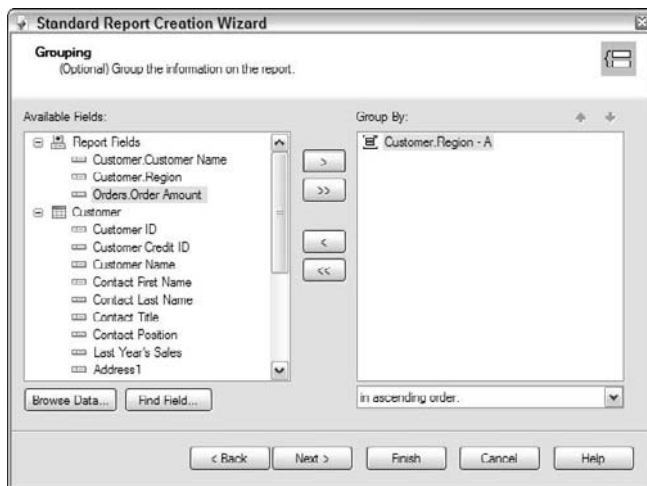 Standard Report Creation Wizard
Grouping
(Optional) Group the information on the report.
Available Fields:
Report Fields
Customer.Customer Name
Customer.Region
Orders.Order Amount
Customer
Customer ID
Customer Credit ID
Customer Name
Contact First Name
Contact Last Name
Contact Title
Contact Position
Last Year's Sales
Address1
Browse Data...
Find Field...
>
>>
<
<<
Group By:
Customer.Region - A
in ascending order.
< Back
Next >
Finish
Cancel
Help